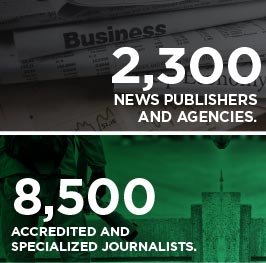 Business
2,300
NEWS PUBLISHERS
AND AGENCIES.
8,500
ACCREDITED AND
SPECIALIZED JOURNALISTS.